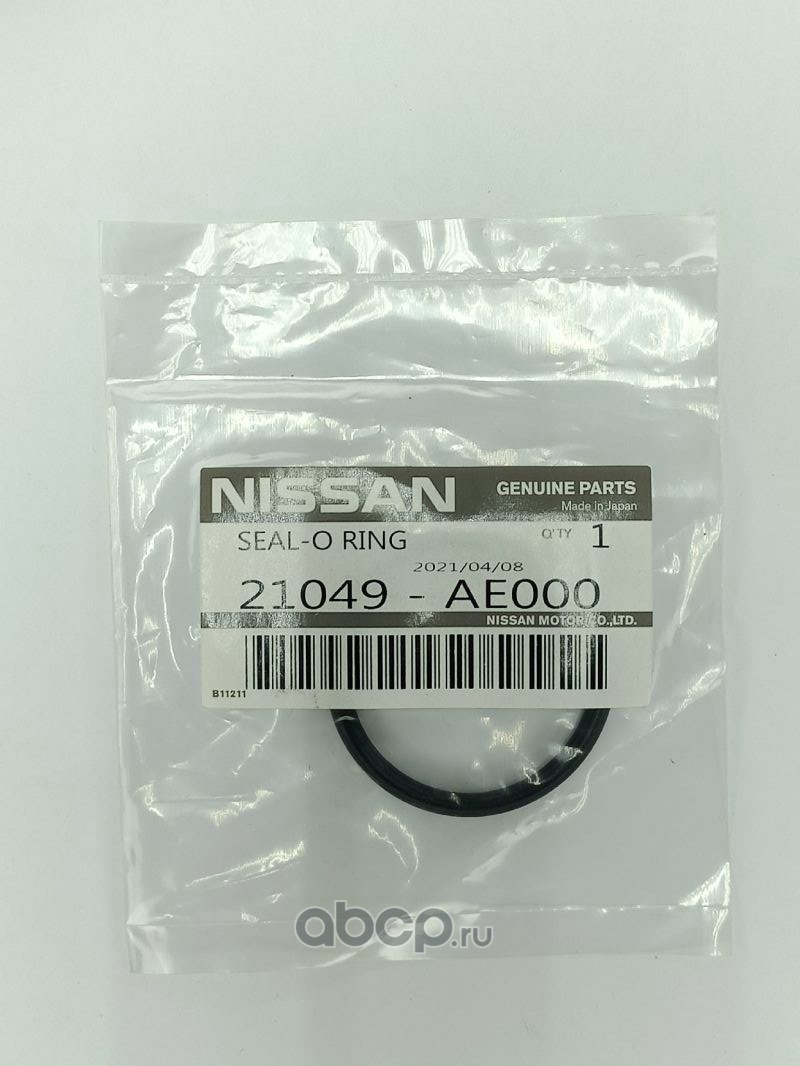 NISSAN GENUINE PARTS
Made in Japan
SEAL-O RING Q'TY 1
2021/04/08
21049 - AE000
NISSAN MOTOR CO.,LTD.
B11211
abcp.ru